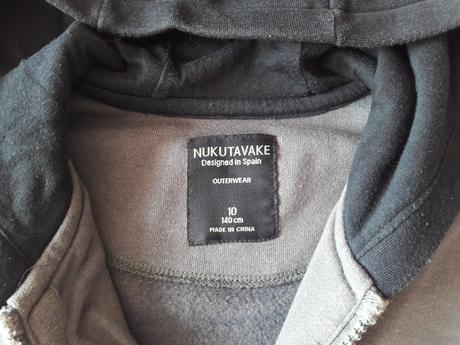 NUKUTAVAKE
Designed in Spain
OUTERWEAR
10
140 cm
MADE IN CHINA